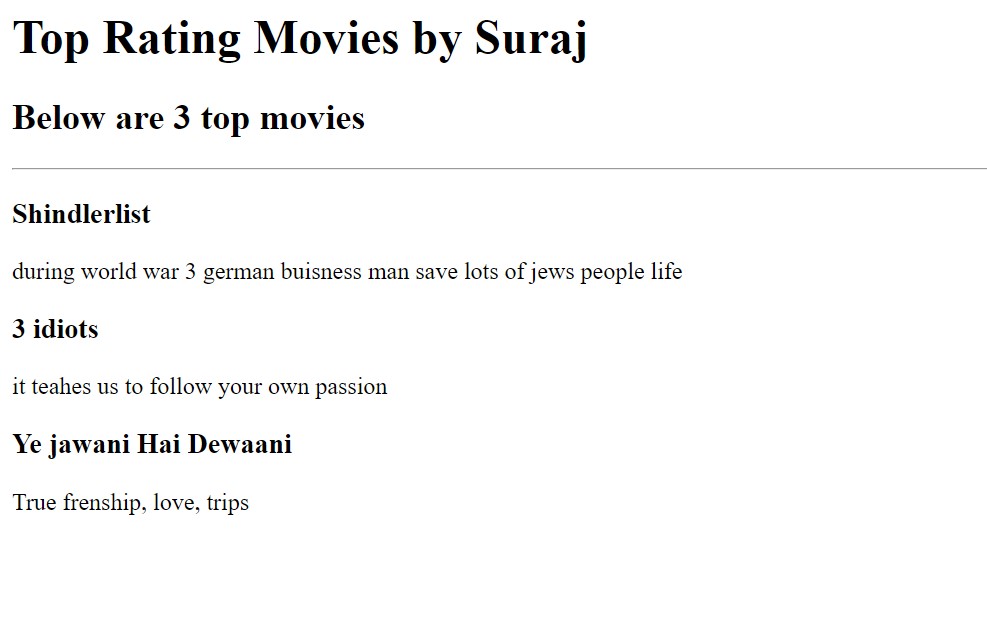 Top Rating Movies by Suraj
Below are 3 top movies
Shindlerlist
during world war 3 german buisness man save lots of jews people life
3 idiots
it teahes us to follow your own passion
Ye jawani Hai Dewaani
True frenship, love, trips